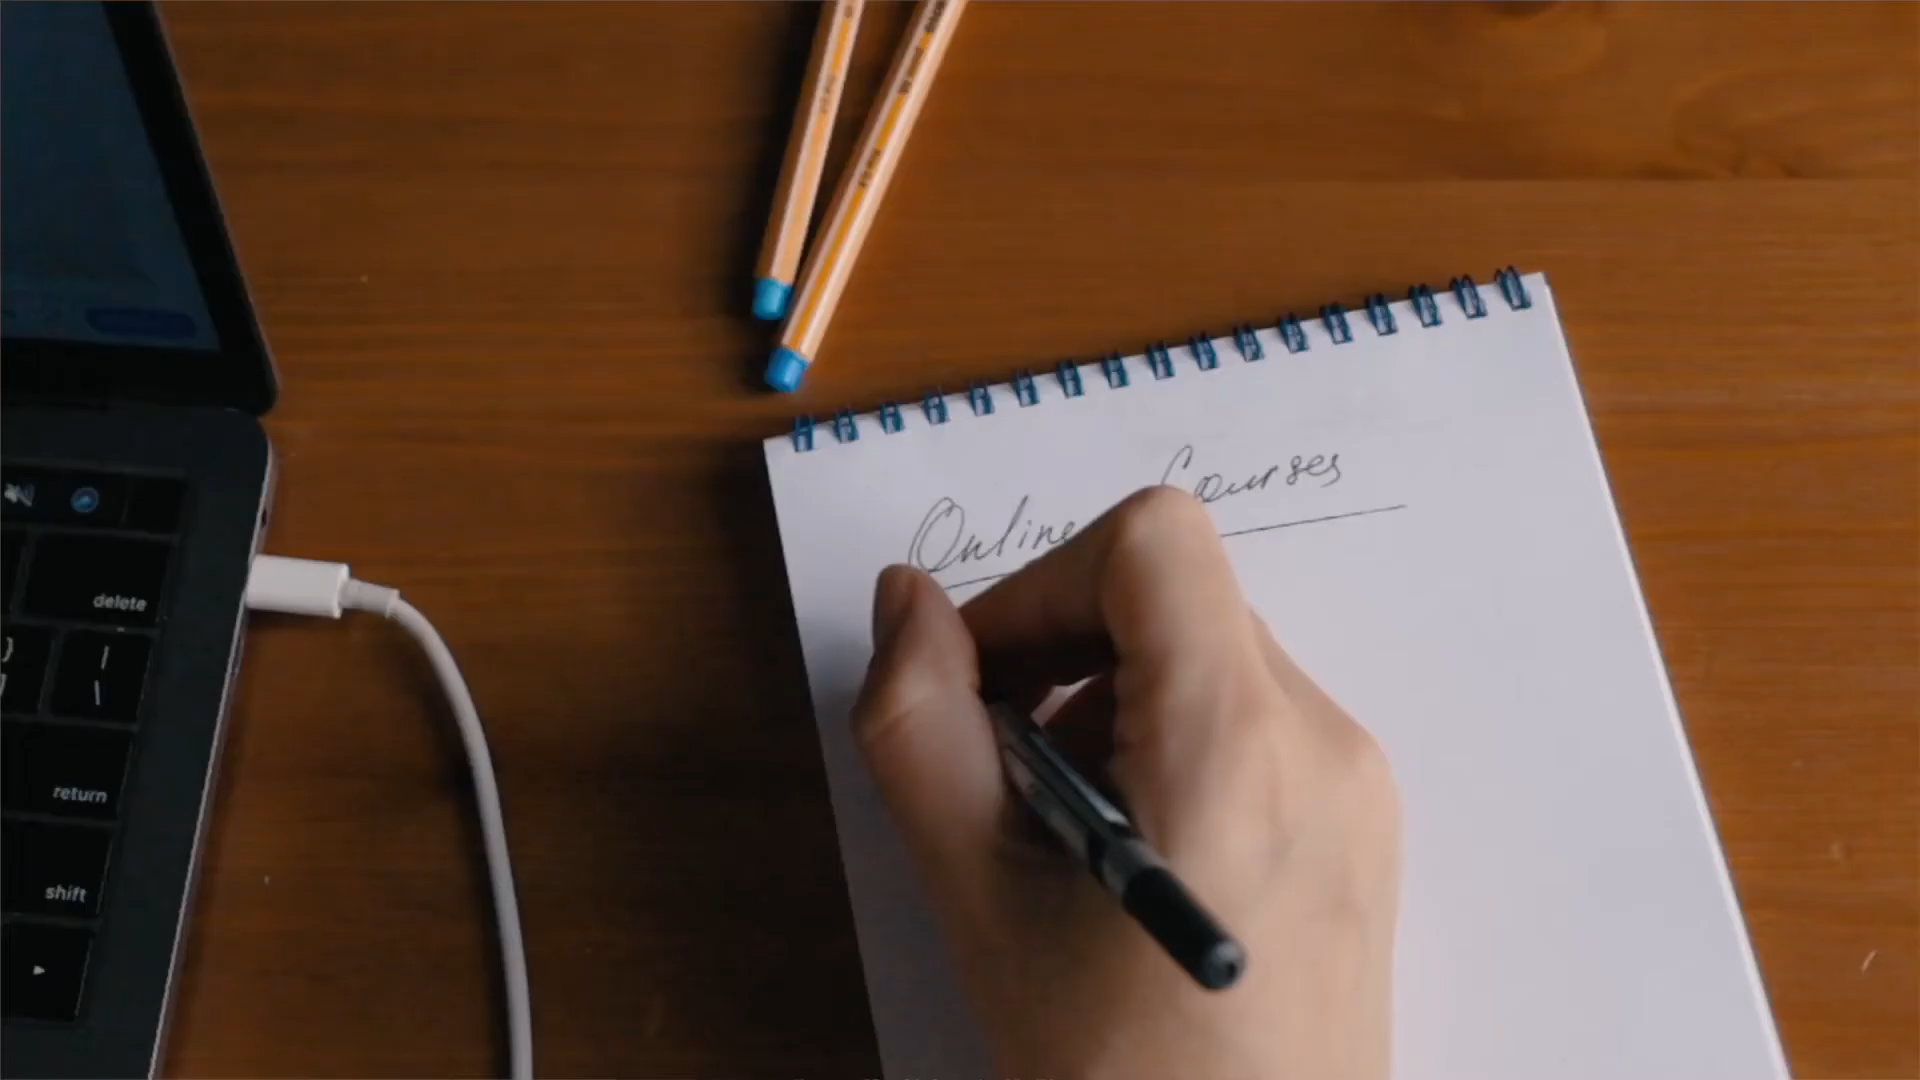 Online Courses
delete
}
]
|
\
return
shift